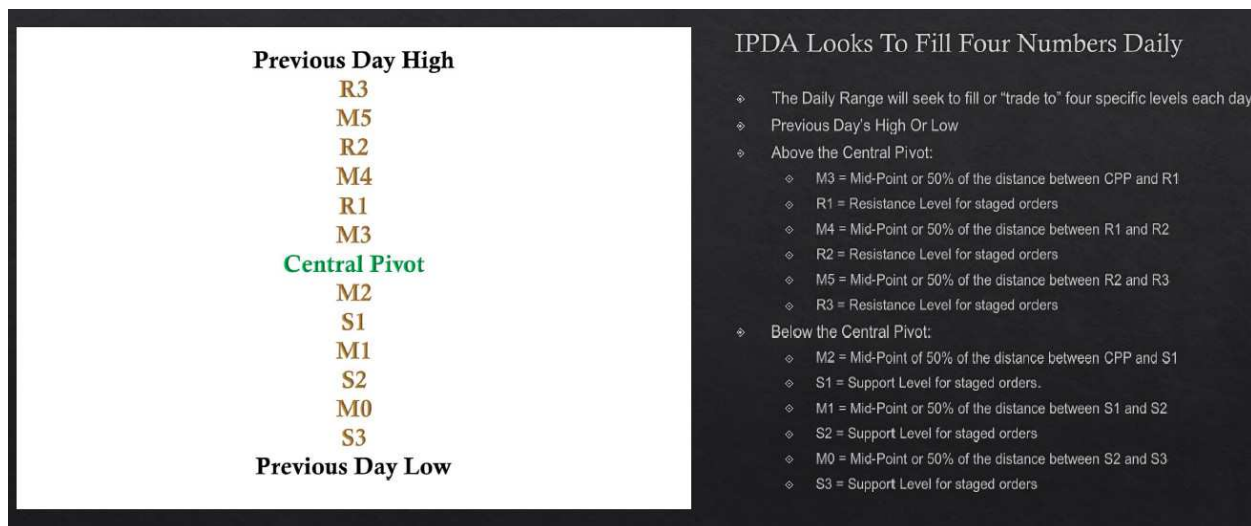 Previous Day High
R3
M5
R2
M4
R1
M3
Central Pivot
M2
S1
M1
S2
M0
S3
Previous Day Low
IPDA Looks To Fill Four Numbers Daily
The Daily Range will seek to fill or “trade to” four specific levels each day
Previous Day's High Or Low
Above the Central Pivot:
M3 = Mid-Point or 50% of the distance between CPP and R1
R1 = Resistance Level for staged orders
M4 = Mid-Point or 50% of the distance between R1 and R2
R2 = Resistance Level for staged orders
M5 = Mid-Point or 50% of the distance between R2 and R3
R3 = Resistance Level for staged orders
Below the Central Pivot:
M2 = Mid-Point of 50% of the distance between CPP and S1
S1 = Support Level for staged orders.
M1 = Mid-Point or 50% of the distance between S1 and S2
S2 = Support Level for staged orders
M0 = Mid-Point or 50% of the distance between S2 and S3
S3 = Support Level for staged orders